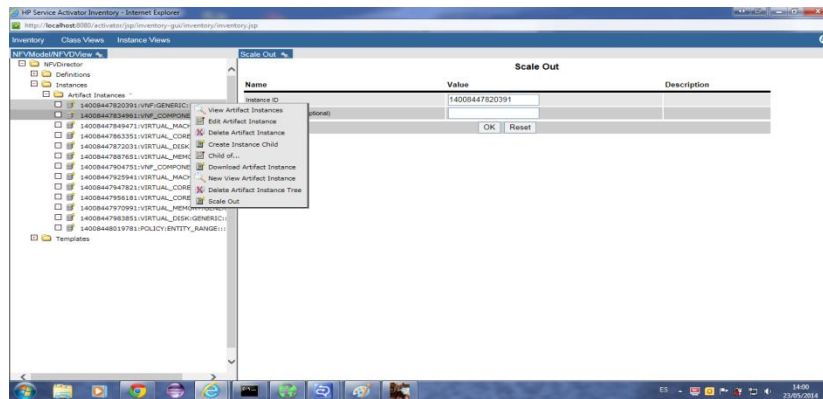 HP Service Activator Inventory - Internet Explorer
http://localhost:8080/activator/jsp/inventory-gui/inventory/inventory.jsp
Inventory Class Views Instance Views
NFVModel/NFVDView
Scale Out
NFVDirector
Definitions
Instances
Artifact Instances
14008447820391:VNF:GENERIC:
14008447834961:VNF_COMPONE
14008447849471:VIRTUAL_MACH
14008447863351:VIRTUAL_CORE
14008447872031:VIRTUAL_DISK
14008447887651:VIRTUAL_MEMO
14008447904751:VNF_COMPONE
14008447925941:VIRTUAL_MACH
14008447947821:VIRTUAL_CORE
14008447956181:VIRTUAL_CORE
14008447970991:VIRTUAL_MEMORY:GENER
14008447983851:VIRTUAL_DISK:GENERIC::
14008448019781:POLICY:ENTITY_RANGE:::
Templates
View Artifact Instances
Edit Artifact Instance
Delete Artifact Instance
Create Instance Child
Child of...
Download Artifact Instance
New View Artifact Instance
Delete Artifact Instance Tree
Scale Out
Scale Out
Name Value Description
Instance ID 14008447820391
OK Reset
ES
14:00
23/05/2014